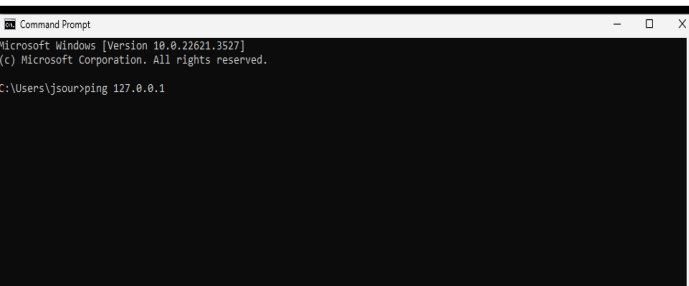 Command Prompt
Microsoft Windows [Version 10.0.22621.3527]
(c) Microsoft Corporation. All rights reserved.
C:\Users\jsour>ping 127.0.0.1